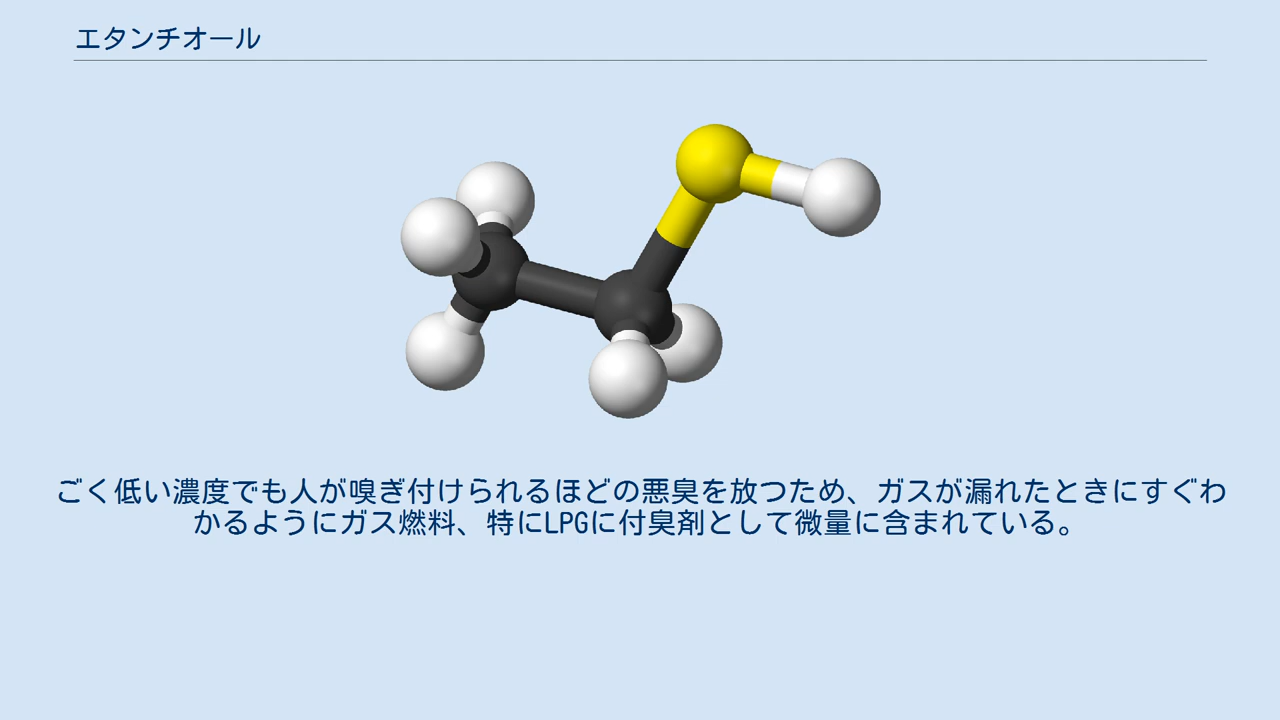 エタンチオール
ごく低い濃度でも人が嗅ぎ付けられるほどの悪臭を放つため、ガスが漏れたときにすぐわ
かるようにガス燃料、特にLPGに付臭剤として微量に含まれている。